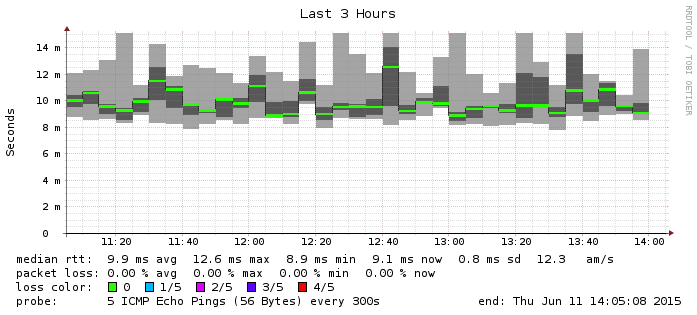 Last 3 Hours
RRDTOOL / TOBI OETIKER
Seconds
14 m
12 m
10 m
8 m
6 m
4 m
2 m
0
11:20 11:40 12:00 12:20 12:40 13:00 13:20 13:40 14:00
median rtt: 9.9 ms avg 12.6 ms max 8.9 ms min 9.1 ms now 0.8 ms sd 12.3 am/s
packet loss: 0.00 % avg 0.00 % max 0.00 % min 0.00 % now
loss color: 0 1/5 2/5 3/5 4/5
probe: 5 ICMP Echo Pings (56 Bytes) every 300s end: Thu Jun 11 14:05:08 2015